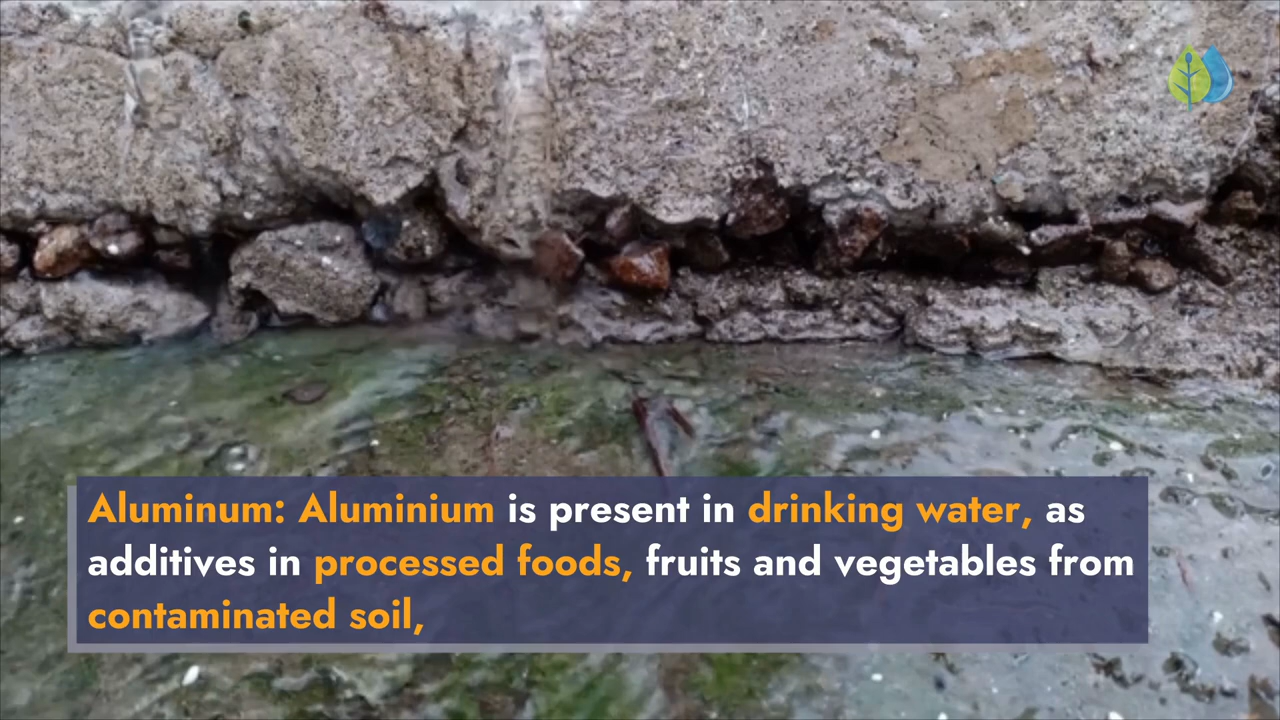 Aluminum: Aluminium is present in drinking water, as
additives in processed foods, fruits and vegetables from
contaminated soil,